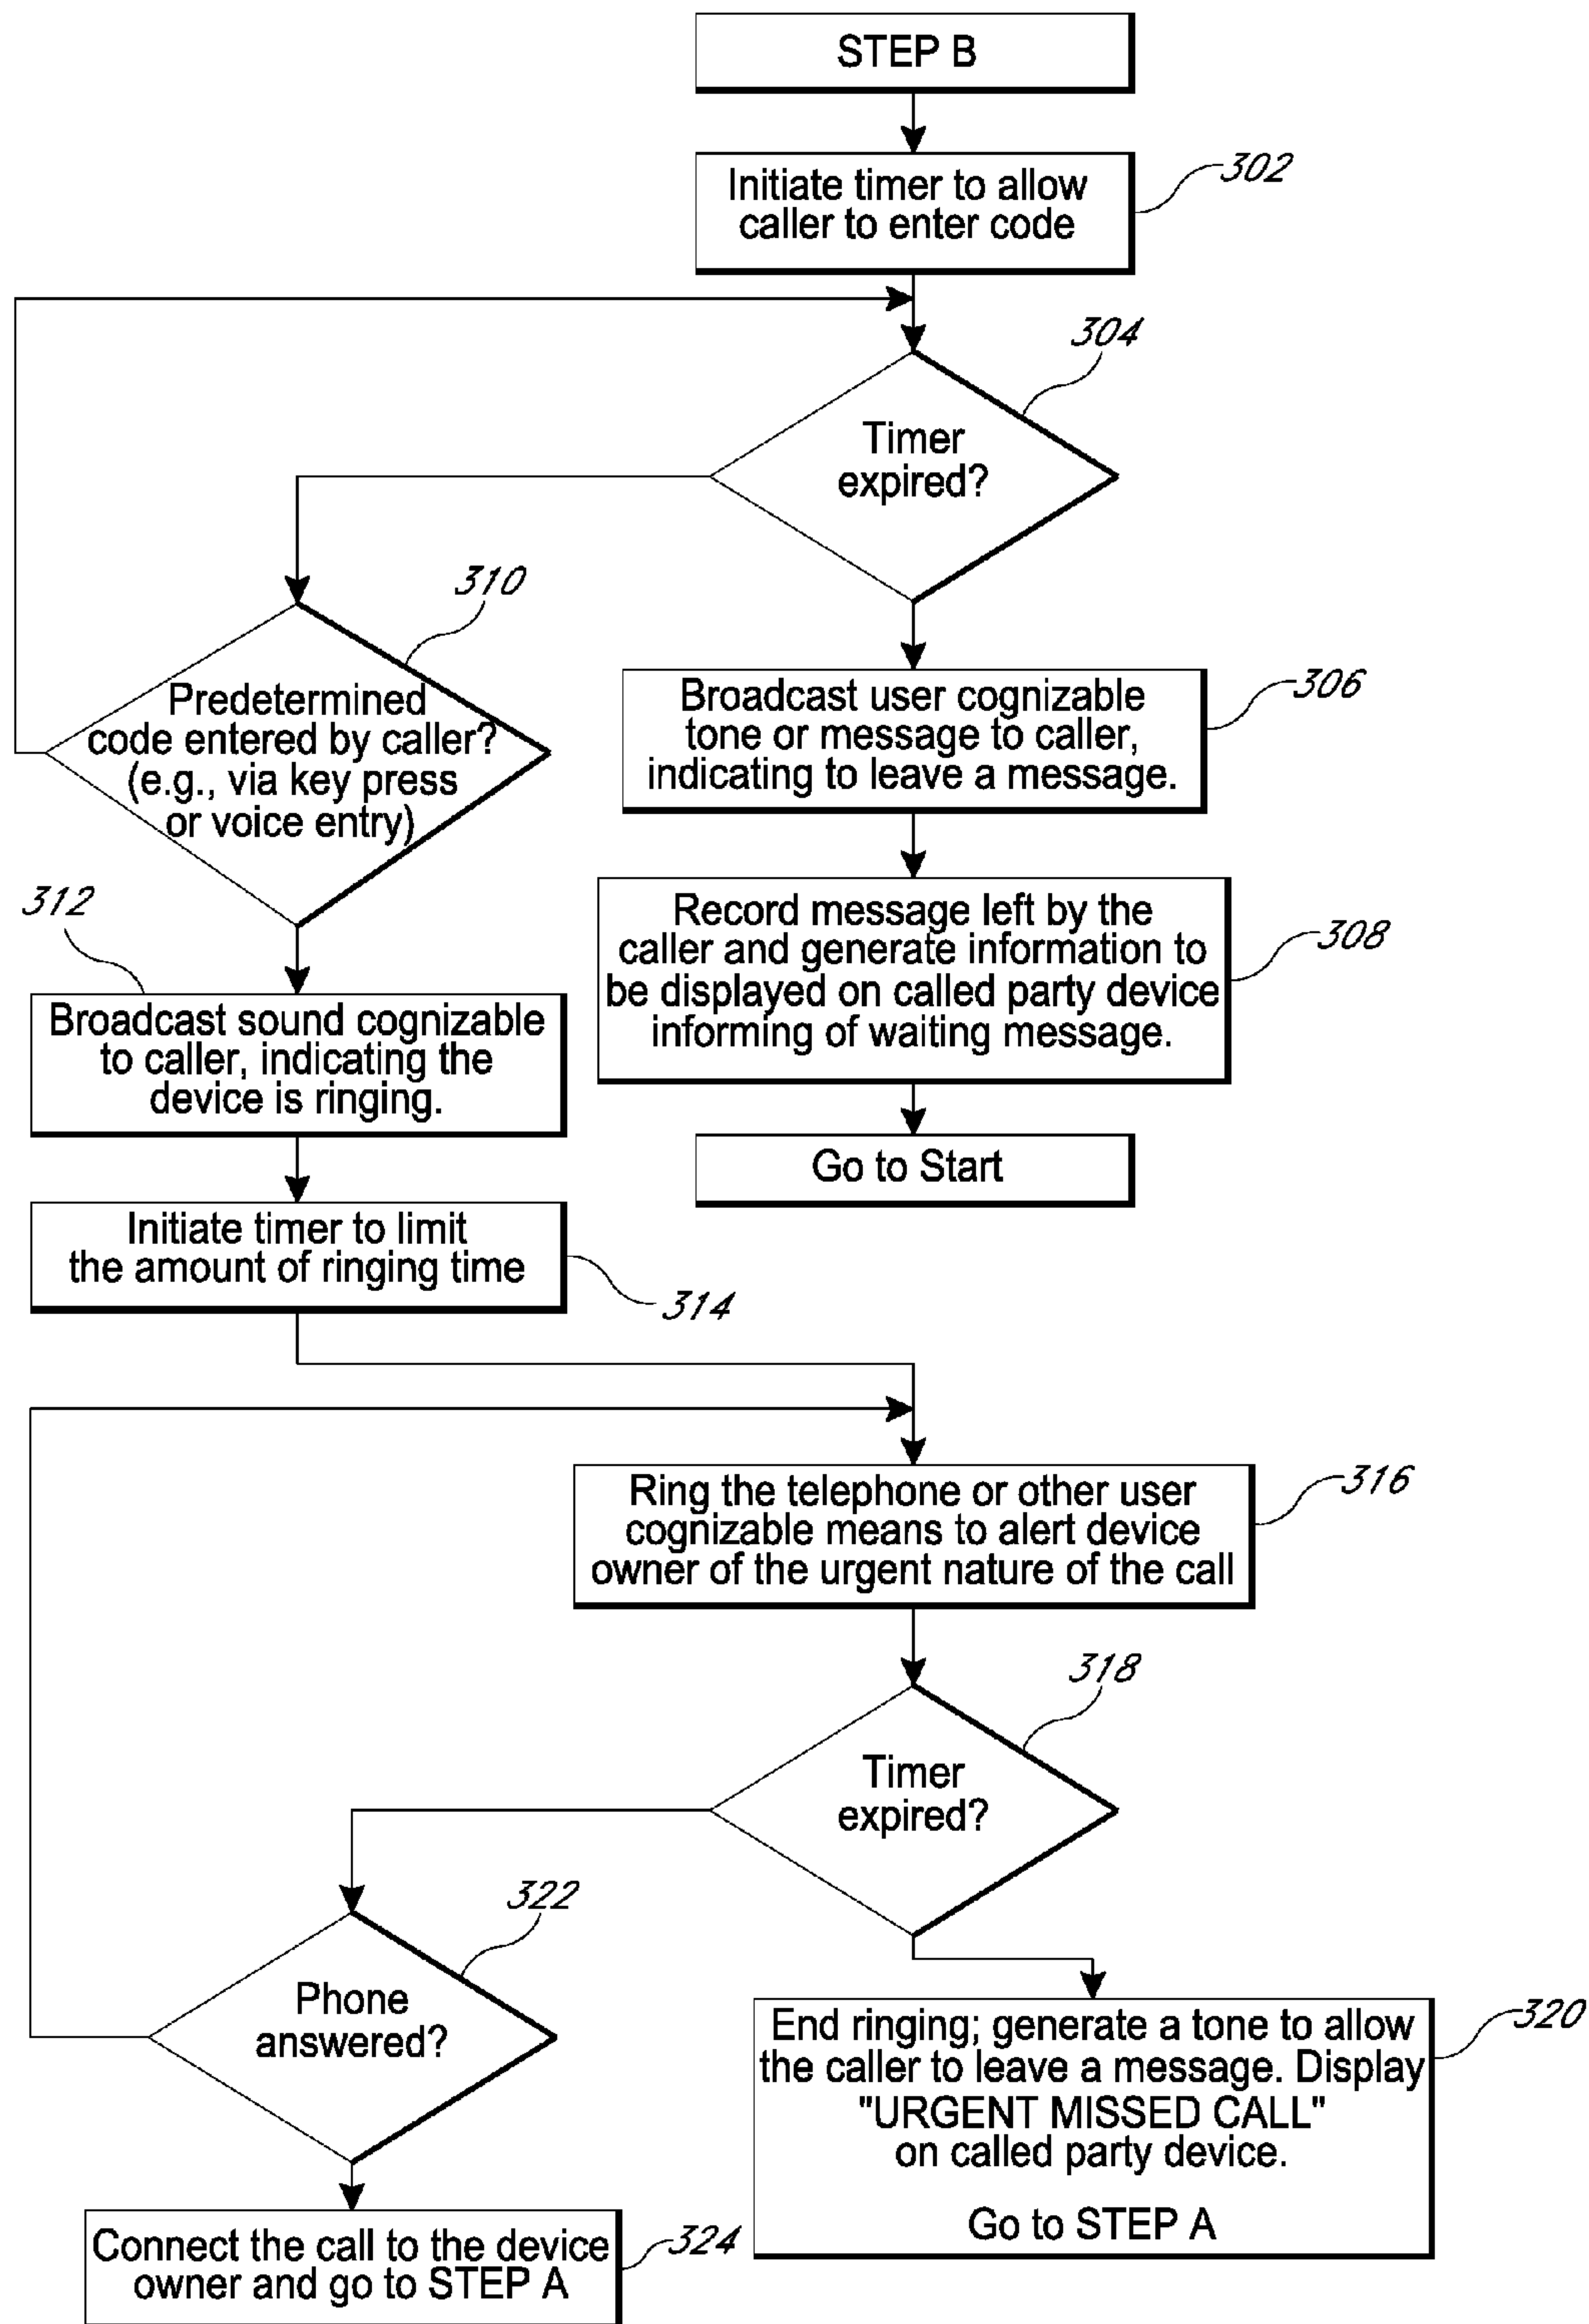 STEP B
Initiate timer to allow
caller to enter code
302
304
Timer
expired?
310
Predetermined
code entered by caller?
(e.g., via key press
or voice entry)
Broadcast user cognizable
tone or message to caller,
indicating to leave a message.
306
Record message left by the
caller and generate information to
be displayed on called party device
informing of waiting message.
308
312
Broadcast sound cognizable
to caller, indicating the
device is ringing.
Go to Start
Initiate timer to limit
the amount of ringing time
314
Ring the telephone or other user
cognizable means to alert device
owner of the urgent nature of the call
316
318
Timer
expired?
322
Phone
answered?
End ringing; generate a tone to allow
the caller to leave a message. Display
"URGENT MISSED CALL"
on called party device.
Go to STEP A
320
Connect the call to the device
owner and go to STEP A
324